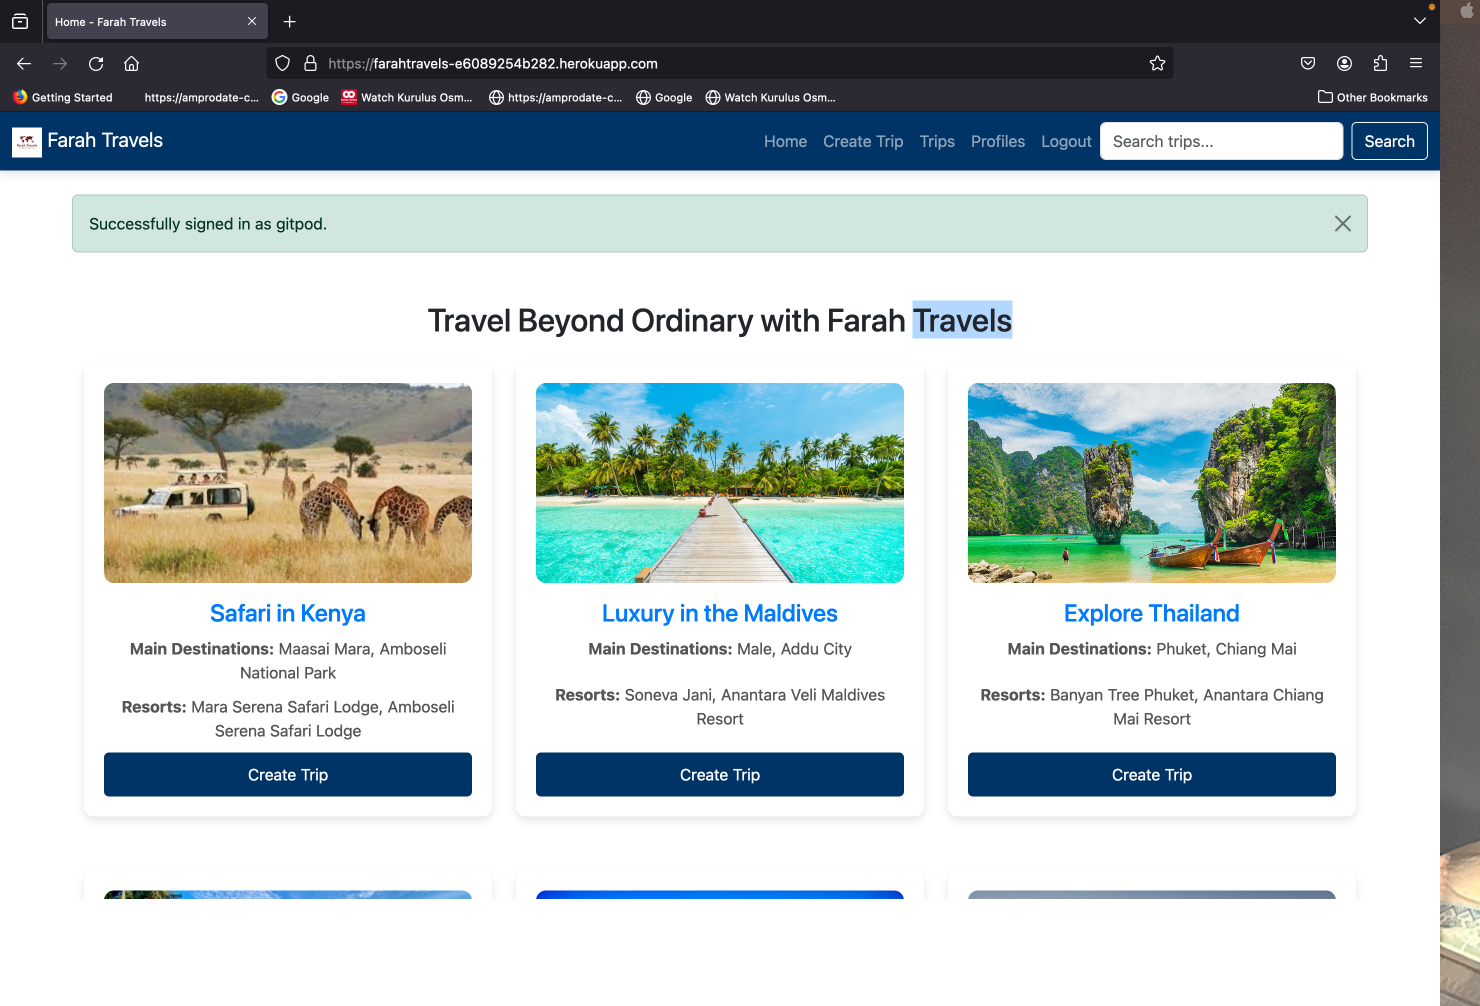 Home - Farah Travels
https://farahtravels-e6089254b282.herokuapp.com
Getting Started
https://amprodate-c...
Google
Watch Kurulus Osm...
https://amprodate-c...
Google
Watch Kurulus Osm...
Other Bookmarks
Farah Travels
Home
Create Trip
Trips
Profiles
Logout
Search trips...
Search
Successfully signed in as gitpod.
Travel Beyond Ordinary with Farah Travels
Safari in Kenya
Main Destinations: Maasai Mara, Amboseli
National Park
Resorts: Mara Serena Safari Lodge, Amboseli
Serena Safari Lodge
Create Trip
Luxury in the Maldives
Main Destinations: Male, Addu City
Resorts: Soneva Jani, Anantara Veli Maldives
Resort
Create Trip
Explore Thailand
Main Destinations: Phuket, Chiang Mai
Resorts: Banyan Tree Phuket, Anantara Chiang
Mai Resort
Create Trip